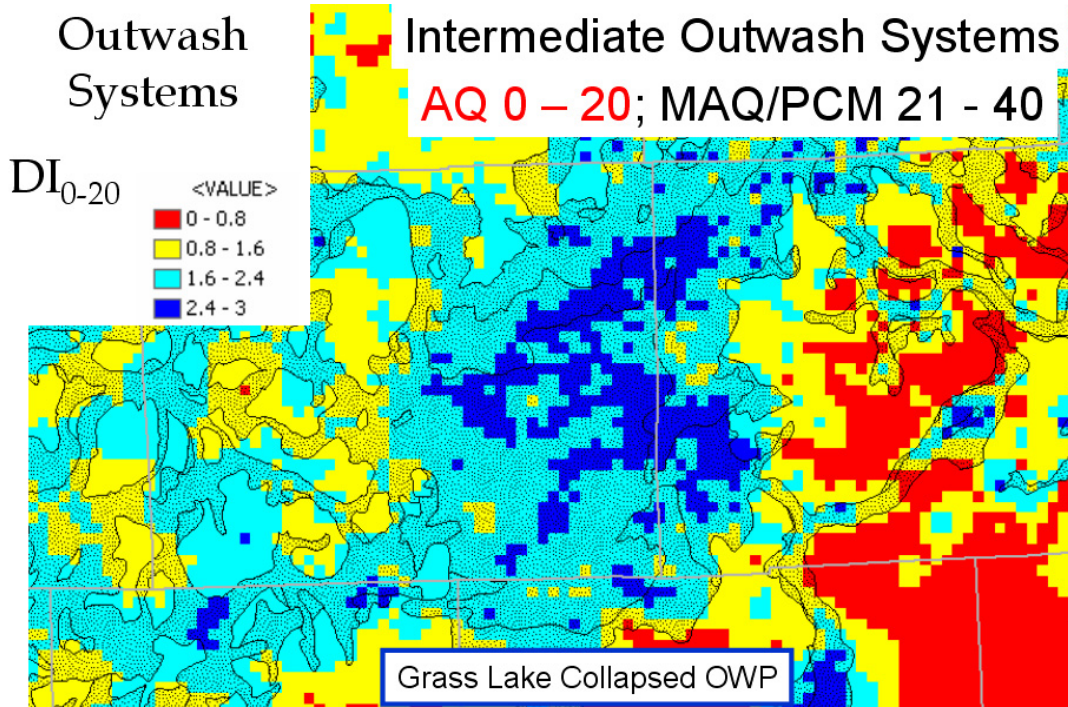 Outwash
Systems
Intermediate Outwash Systems
AQ 0 – 20; MAQ/PCM 21 - 40
DI0-20
<VALUE>
0 - 0.8
0.8 - 1.6
1.6 - 2.4
2.4 - 3
Grass Lake Collapsed OWP